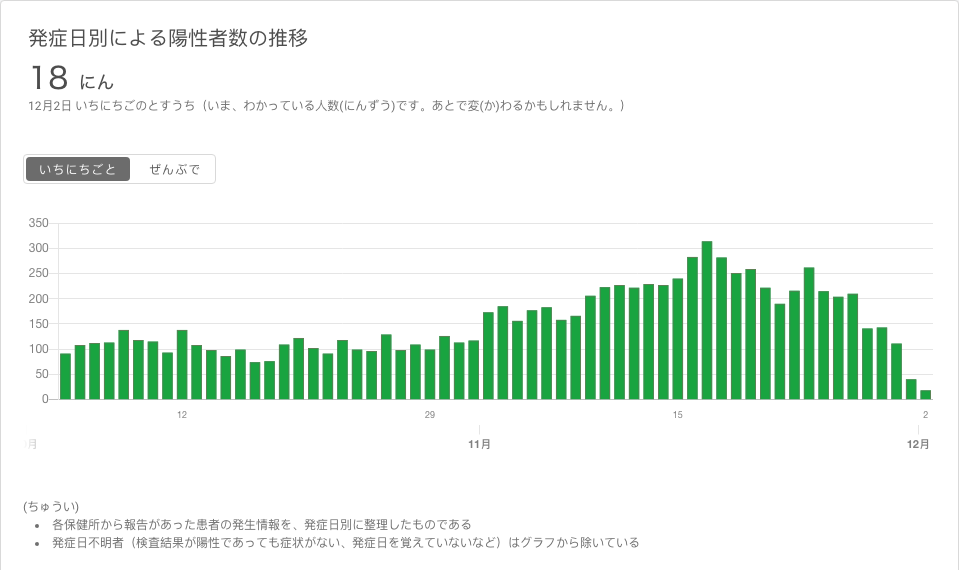 発症日別による陽性者数の推移
18 にん
12月2日 いちにちごのとすうち（いま、わかっている人数(にんずう)です。あとで変(か)わるかもしれません。）
いちにちごと ぜんぶで
350
300
250
200
150
100
50
0
12 29 15 2
月 11月 12月
(ちゅうい)
• 各保健所から報告があった患者の発生情報を、発症日別に整理したものである
• 発症日不明者（検査結果が陽性であっても症状がない、発症日を覚えていないなど）はグラフから除いている